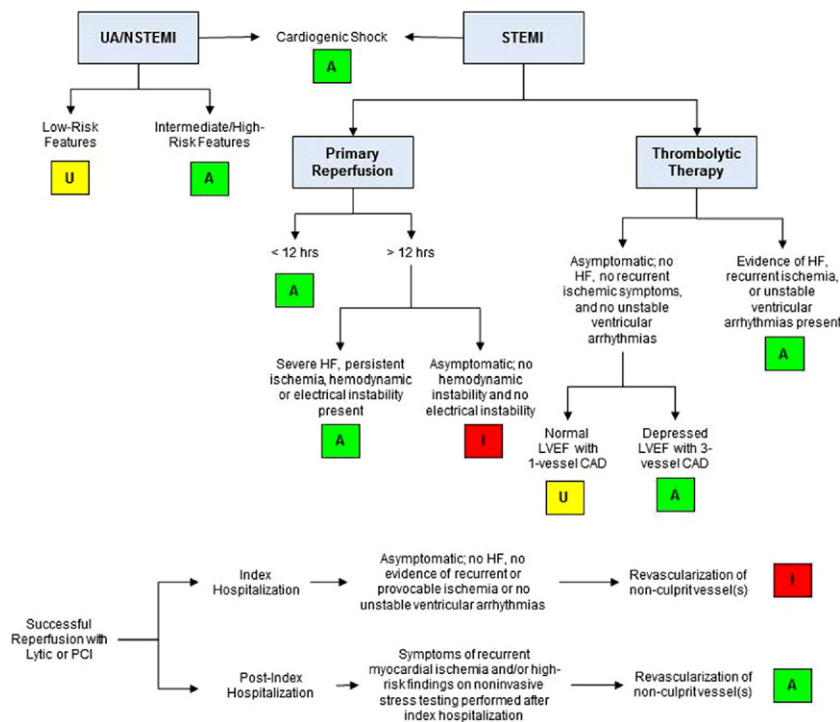 UA/NSTEMI
Cardiogenic Shock
A
STEMI
Low-Risk
Features
U
Intermediate/High-
Risk Features
A
Primary
Reperfusion
Thrombolytic
Therapy
< 12 hrs
A
> 12 hrs
Severe HF, persistent
ischemia, hemodynamic
or electrical instability
present
A
Asymptomatic; no
hemodynamic
instability and no
electrical instability
I
Asymptomatic; no
HF, no recurrent
ischemic symptoms,
and no unstable
ventricular
arrhythmias
Evidence of HF,
recurrent ischemia,
or unstable
ventricular
arrhythmias present
A
Normal
LVEF with
1-vessel CAD
U
Depressed
LVEF with 3-
vessel CAD
A
Successful
Reperfusion with
Lytic or PCI
Index
Hospitalization
Asymptomatic; no HF, no
evidence of recurrent or
provocable ischemia or no
unstable ventricular arrhythmias
Revascularization of
non-culprit vessel(s)
I
Post-Index
Hospitalization
Symptoms of recurrent
myocardial ischemia and/or high-
risk findings on noninvasive
stress testing performed after
index hospitalization
Revascularization of
non-culprit vessel(s)
A